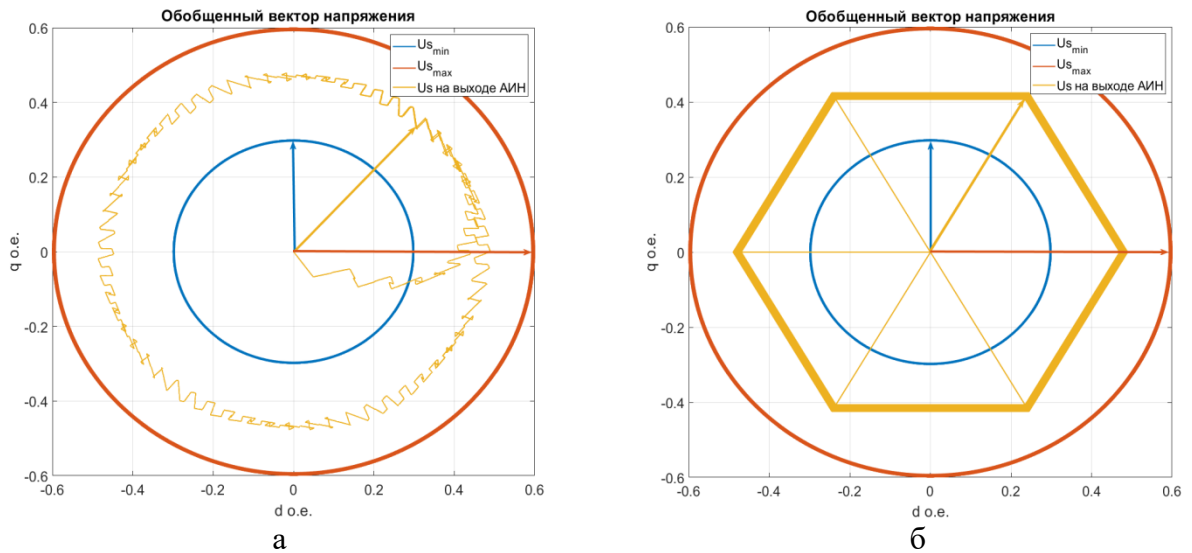 Обобщенный вектор напряжения
Us_min
Us_max
Us на выходе АИН
0.6
0.4
0.2
0
-0.2
-0.4
-0.6
q о.е.
-0.6 -0.4 -0.2 0 0.2 0.4 0.6
d о.е.
а
Обобщенный вектор напряжения
Us_min
Us_max
Us на выходе АИН
0.6
0.4
0.2
0
-0.2
-0.4
-0.6
q о.е.
-0.6 -0.4 -0.2 0 0.2 0.4 0.6
d о.е.
б